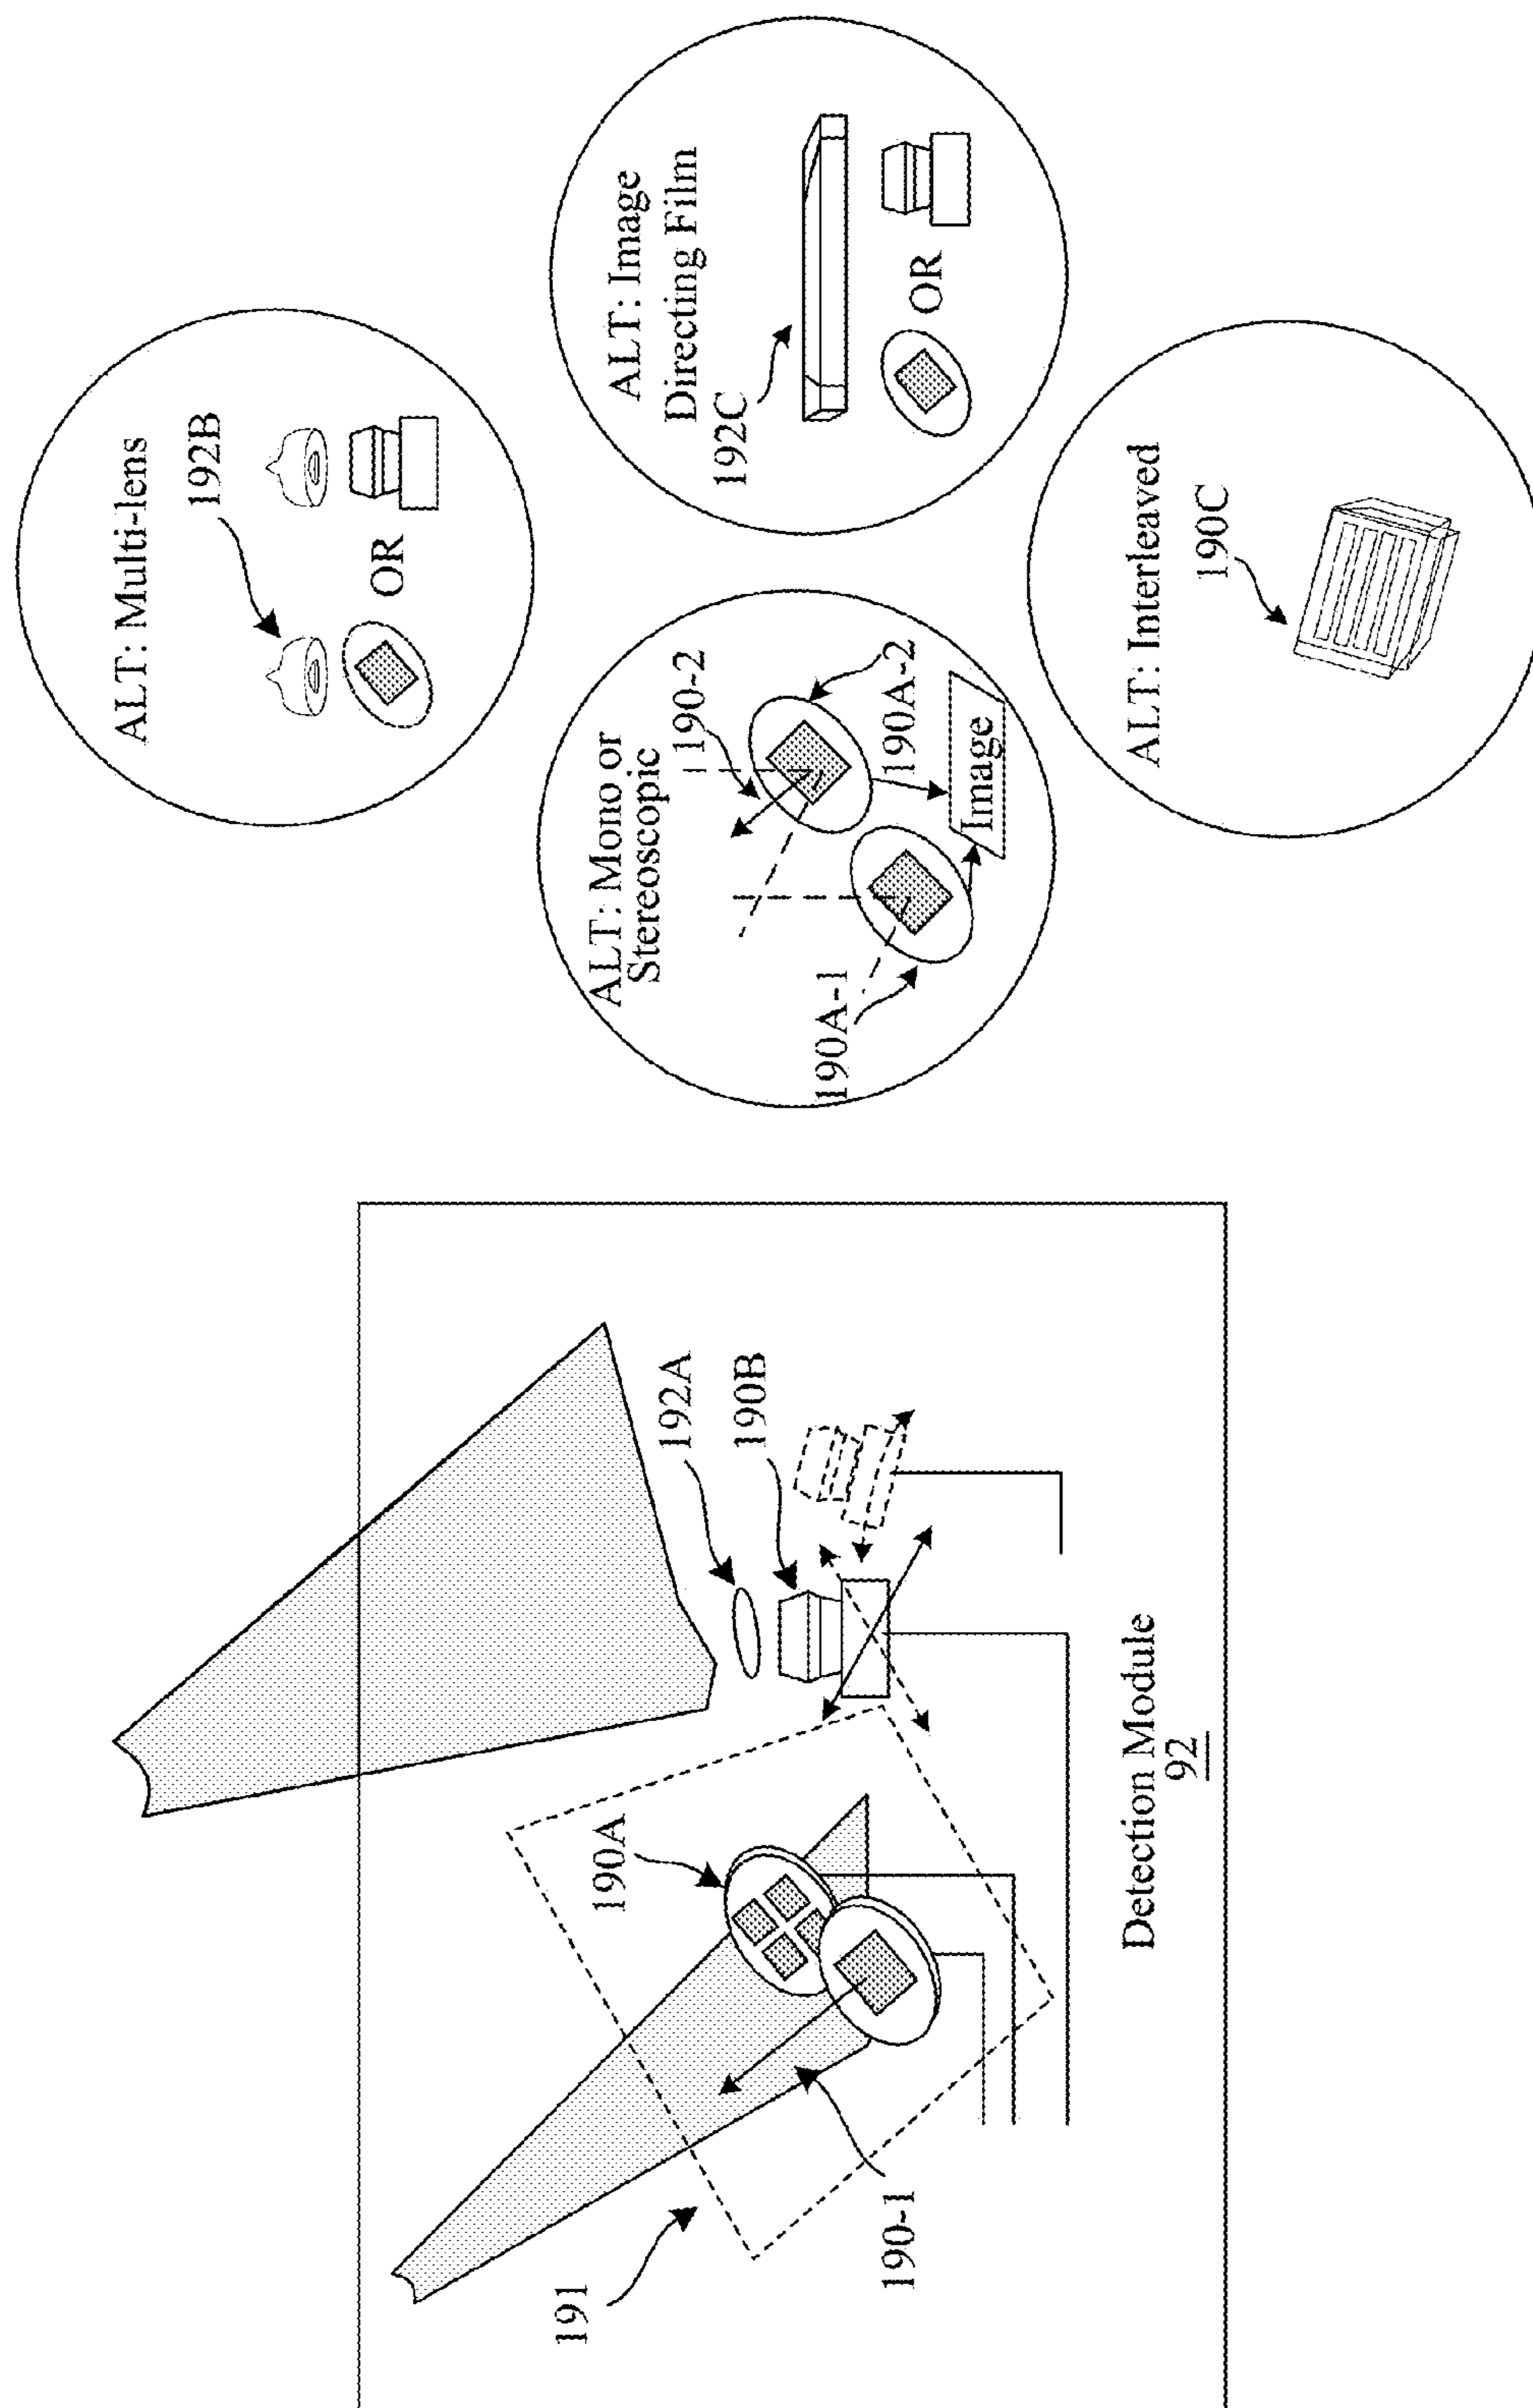 191
190-1
190A
192A
190B
Detection Module
92
ALT: Mono or
Stereoscopic
190-2
190A-1
190A-2
Image
ALT: Multi-lens
192B
OR
ALT: Image
Directing Film
192C
OR
ALT: Interleaved
190C